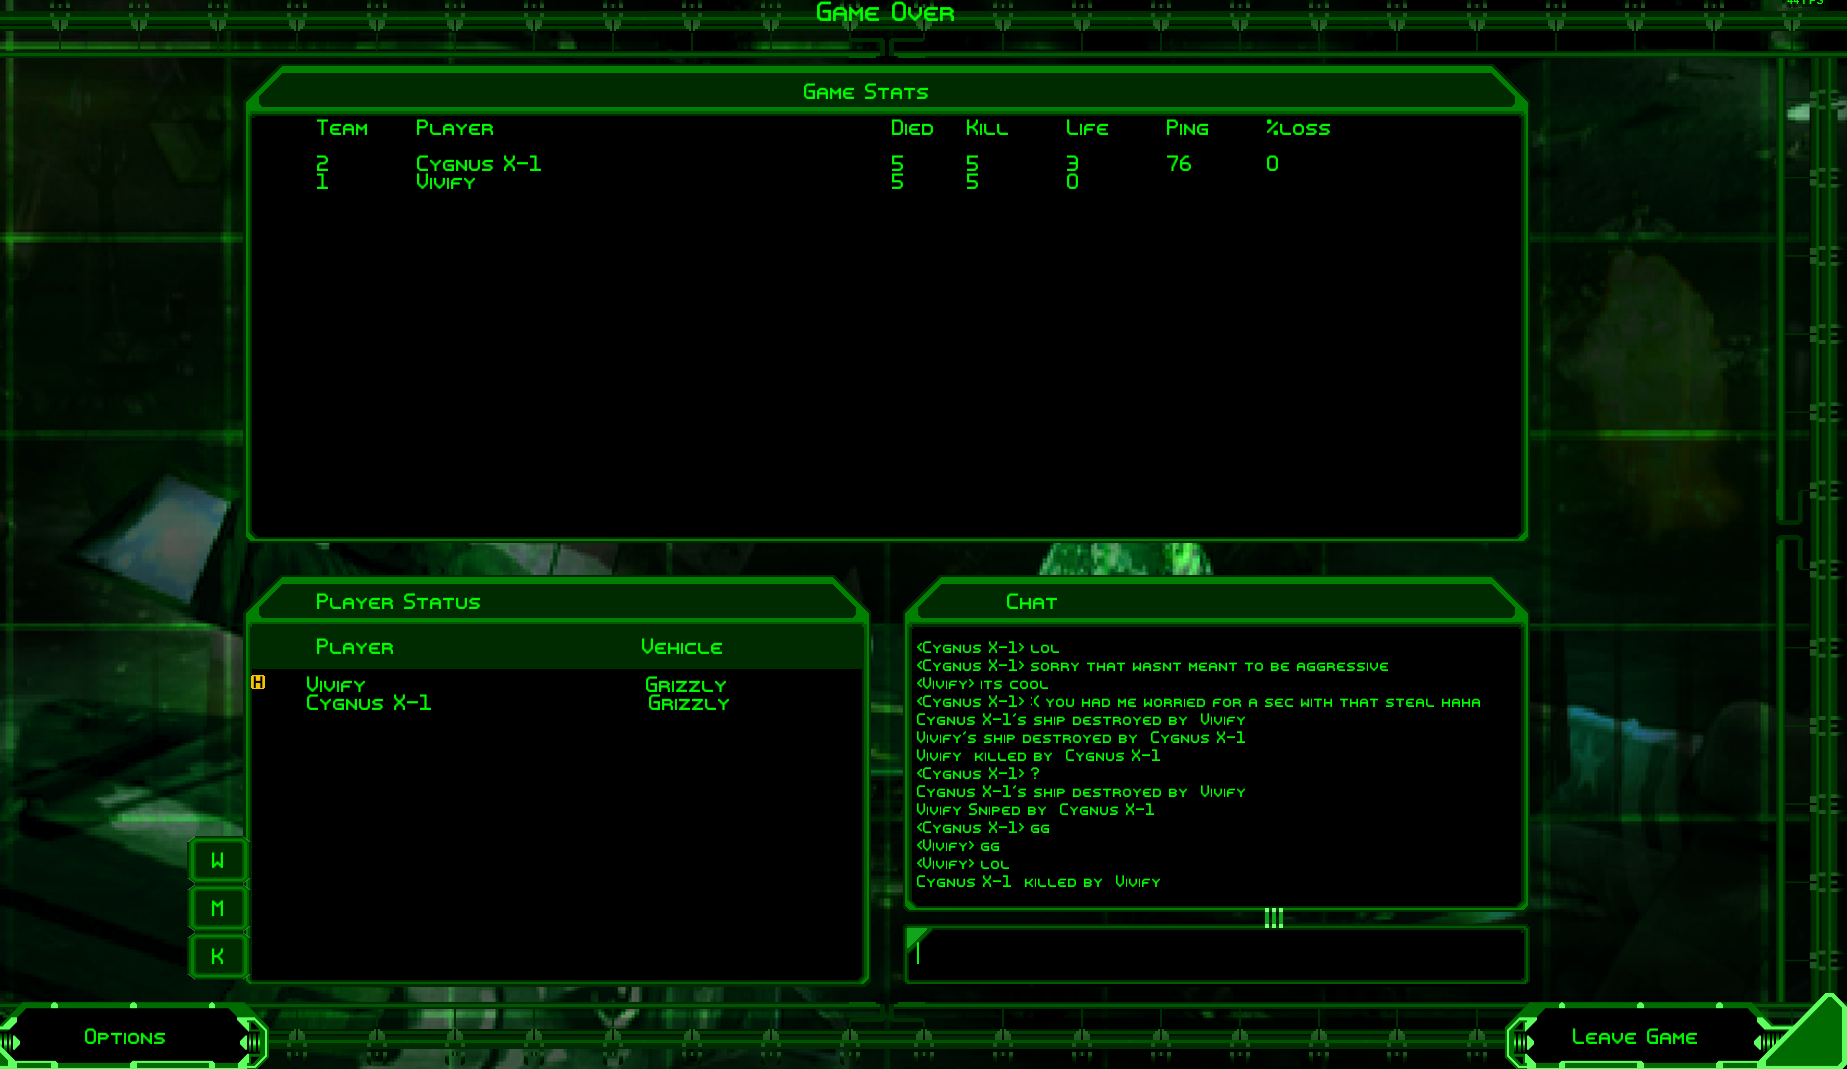 Game Over
44 FPS
Game Stats
Team Player Died Kill Life Ping %loss
2 Cygnus X-1 5 5 3 76 0
1 Vivify 5 5 0
Player Status
Player Vehicle
H Vivify Grizzly
Cygnus X-1 Grizzly
W
M
K
Chat
<Cygnus X-1> lol
<Cygnus X-1> sorry that wasnt meant to be aggressive
<Vivify> its cool
<Cygnus X-1> :( you had me worried for a sec with that steal haha
Cygnus X-1's ship destroyed by Vivify
Vivify's ship destroyed by Cygnus X-1
Vivify killed by Cygnus X-1
<Cygnus X-1> ?
Cygnus X-1's ship destroyed by Vivify
Vivify Sniped by Cygnus X-1
<Cygnus X-1> gg
<Vivify> gg
<Vivify> lol
Cygnus X-1 killed by Vivify
Options
Leave Game